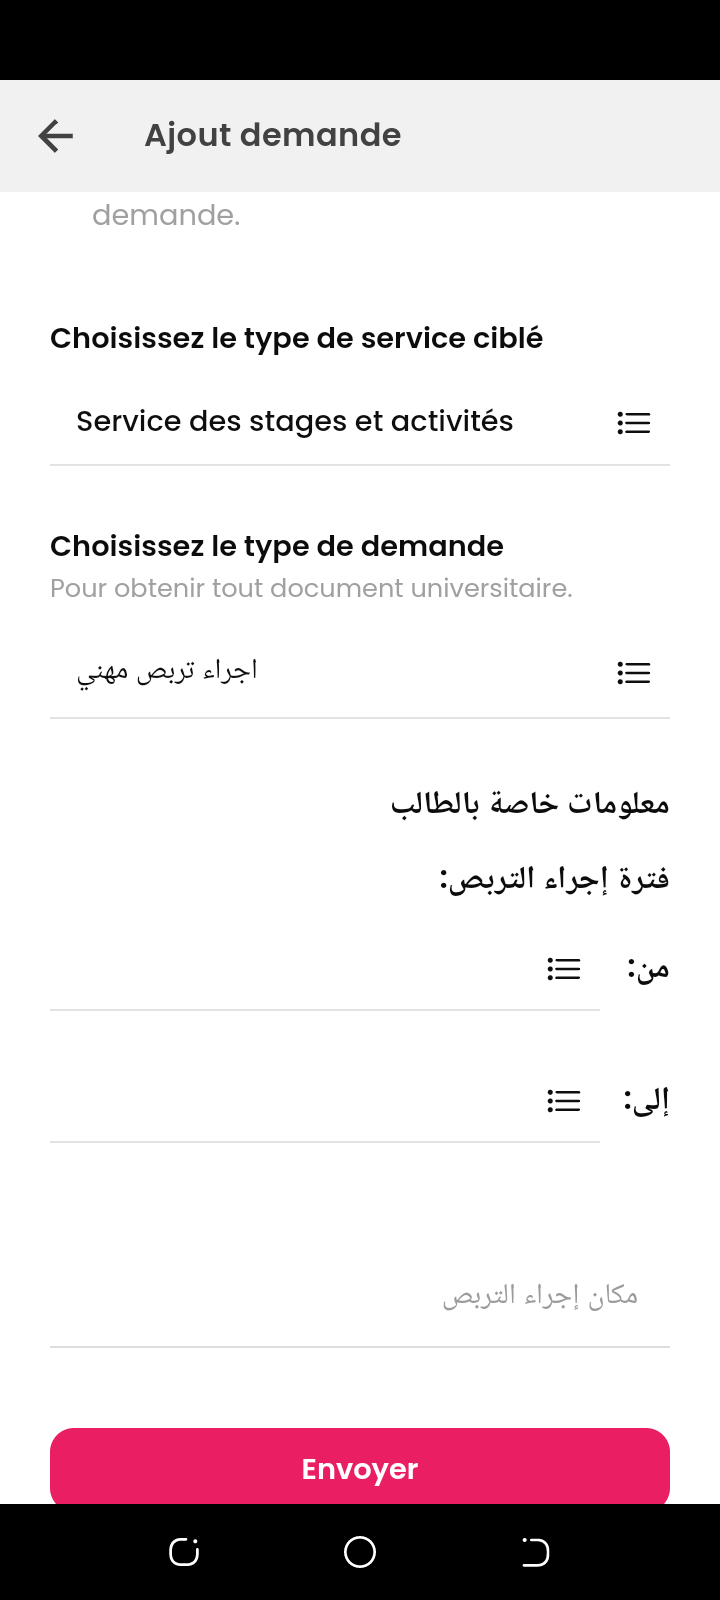 Ajout demande
demande.
Choisissez le type de service ciblé
Service des stages et activités
Choisissez le type de demande
Pour obtenir tout document universitaire.
اجراء تربص مهني
معلومات خاصة بالطالب
فترة إجراء التربص:
من:
إلى:
مكان إجراء التربص
Envoyer